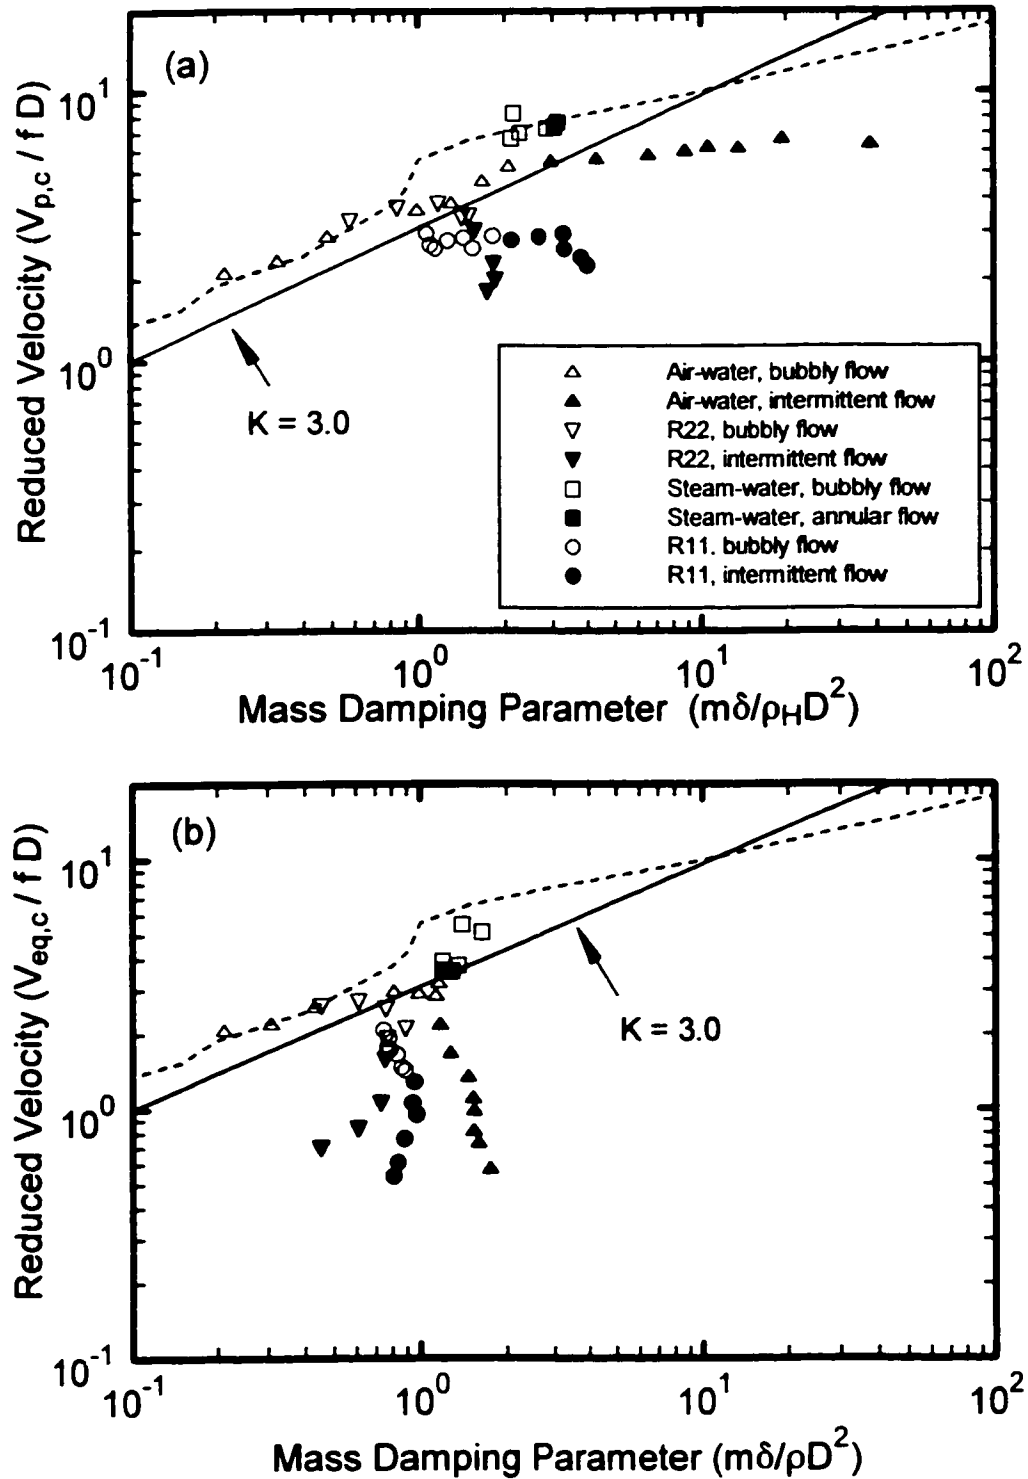 (a)
Reduced Velocity (Vp,c / f D)
10^1
10^0
10^-1
K = 3.0
Air-water, bubbly flow
Air-water, intermittent flow
R22, bubbly flow
R22, intermittent flow
Steam-water, bubbly flow
Steam-water, annular flow
R11, bubbly flow
R11, intermittent flow
10^-1 10^0 10^1 10^2
Mass Damping Parameter (mδ/ρHD^2)
(b)
Reduced Velocity (Veq,c / f D)
10^1
10^0
10^-1
K = 3.0
10^-1 10^0 10^1 10^2
Mass Damping Parameter (mδ/ρD^2)